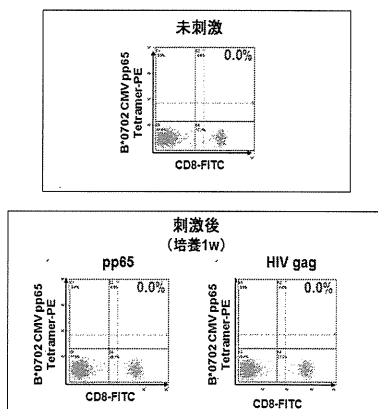 未刺激
B*0702 CMV pp65
Tetramer-PE
0.0%
CD8-FITC
刺激後
(培養1w)
pp65
HIV gag
B*0702 CMV pp65
Tetramer-PE
0.0%
CD8-FITC
B*0702 CMV pp65
Tetramer-PE
0.0%
CD8-FITC